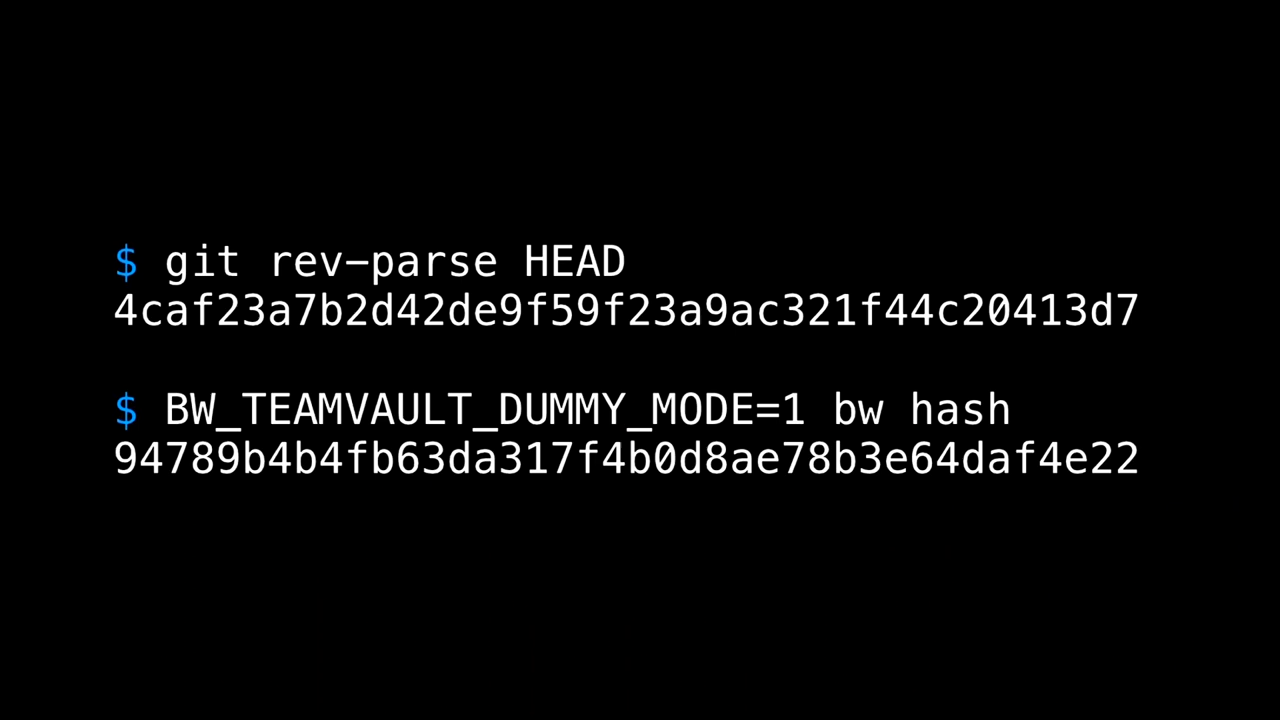 $ git rev-parse HEAD
4caf23a7b2d42de9f59f23a9ac321f44c20413d7
$ BW_TEAMVAULT_DUMMY_MODE=1 bw hash
94789b4b4fb63da317f4b0d8ae78b3e64daf4e22